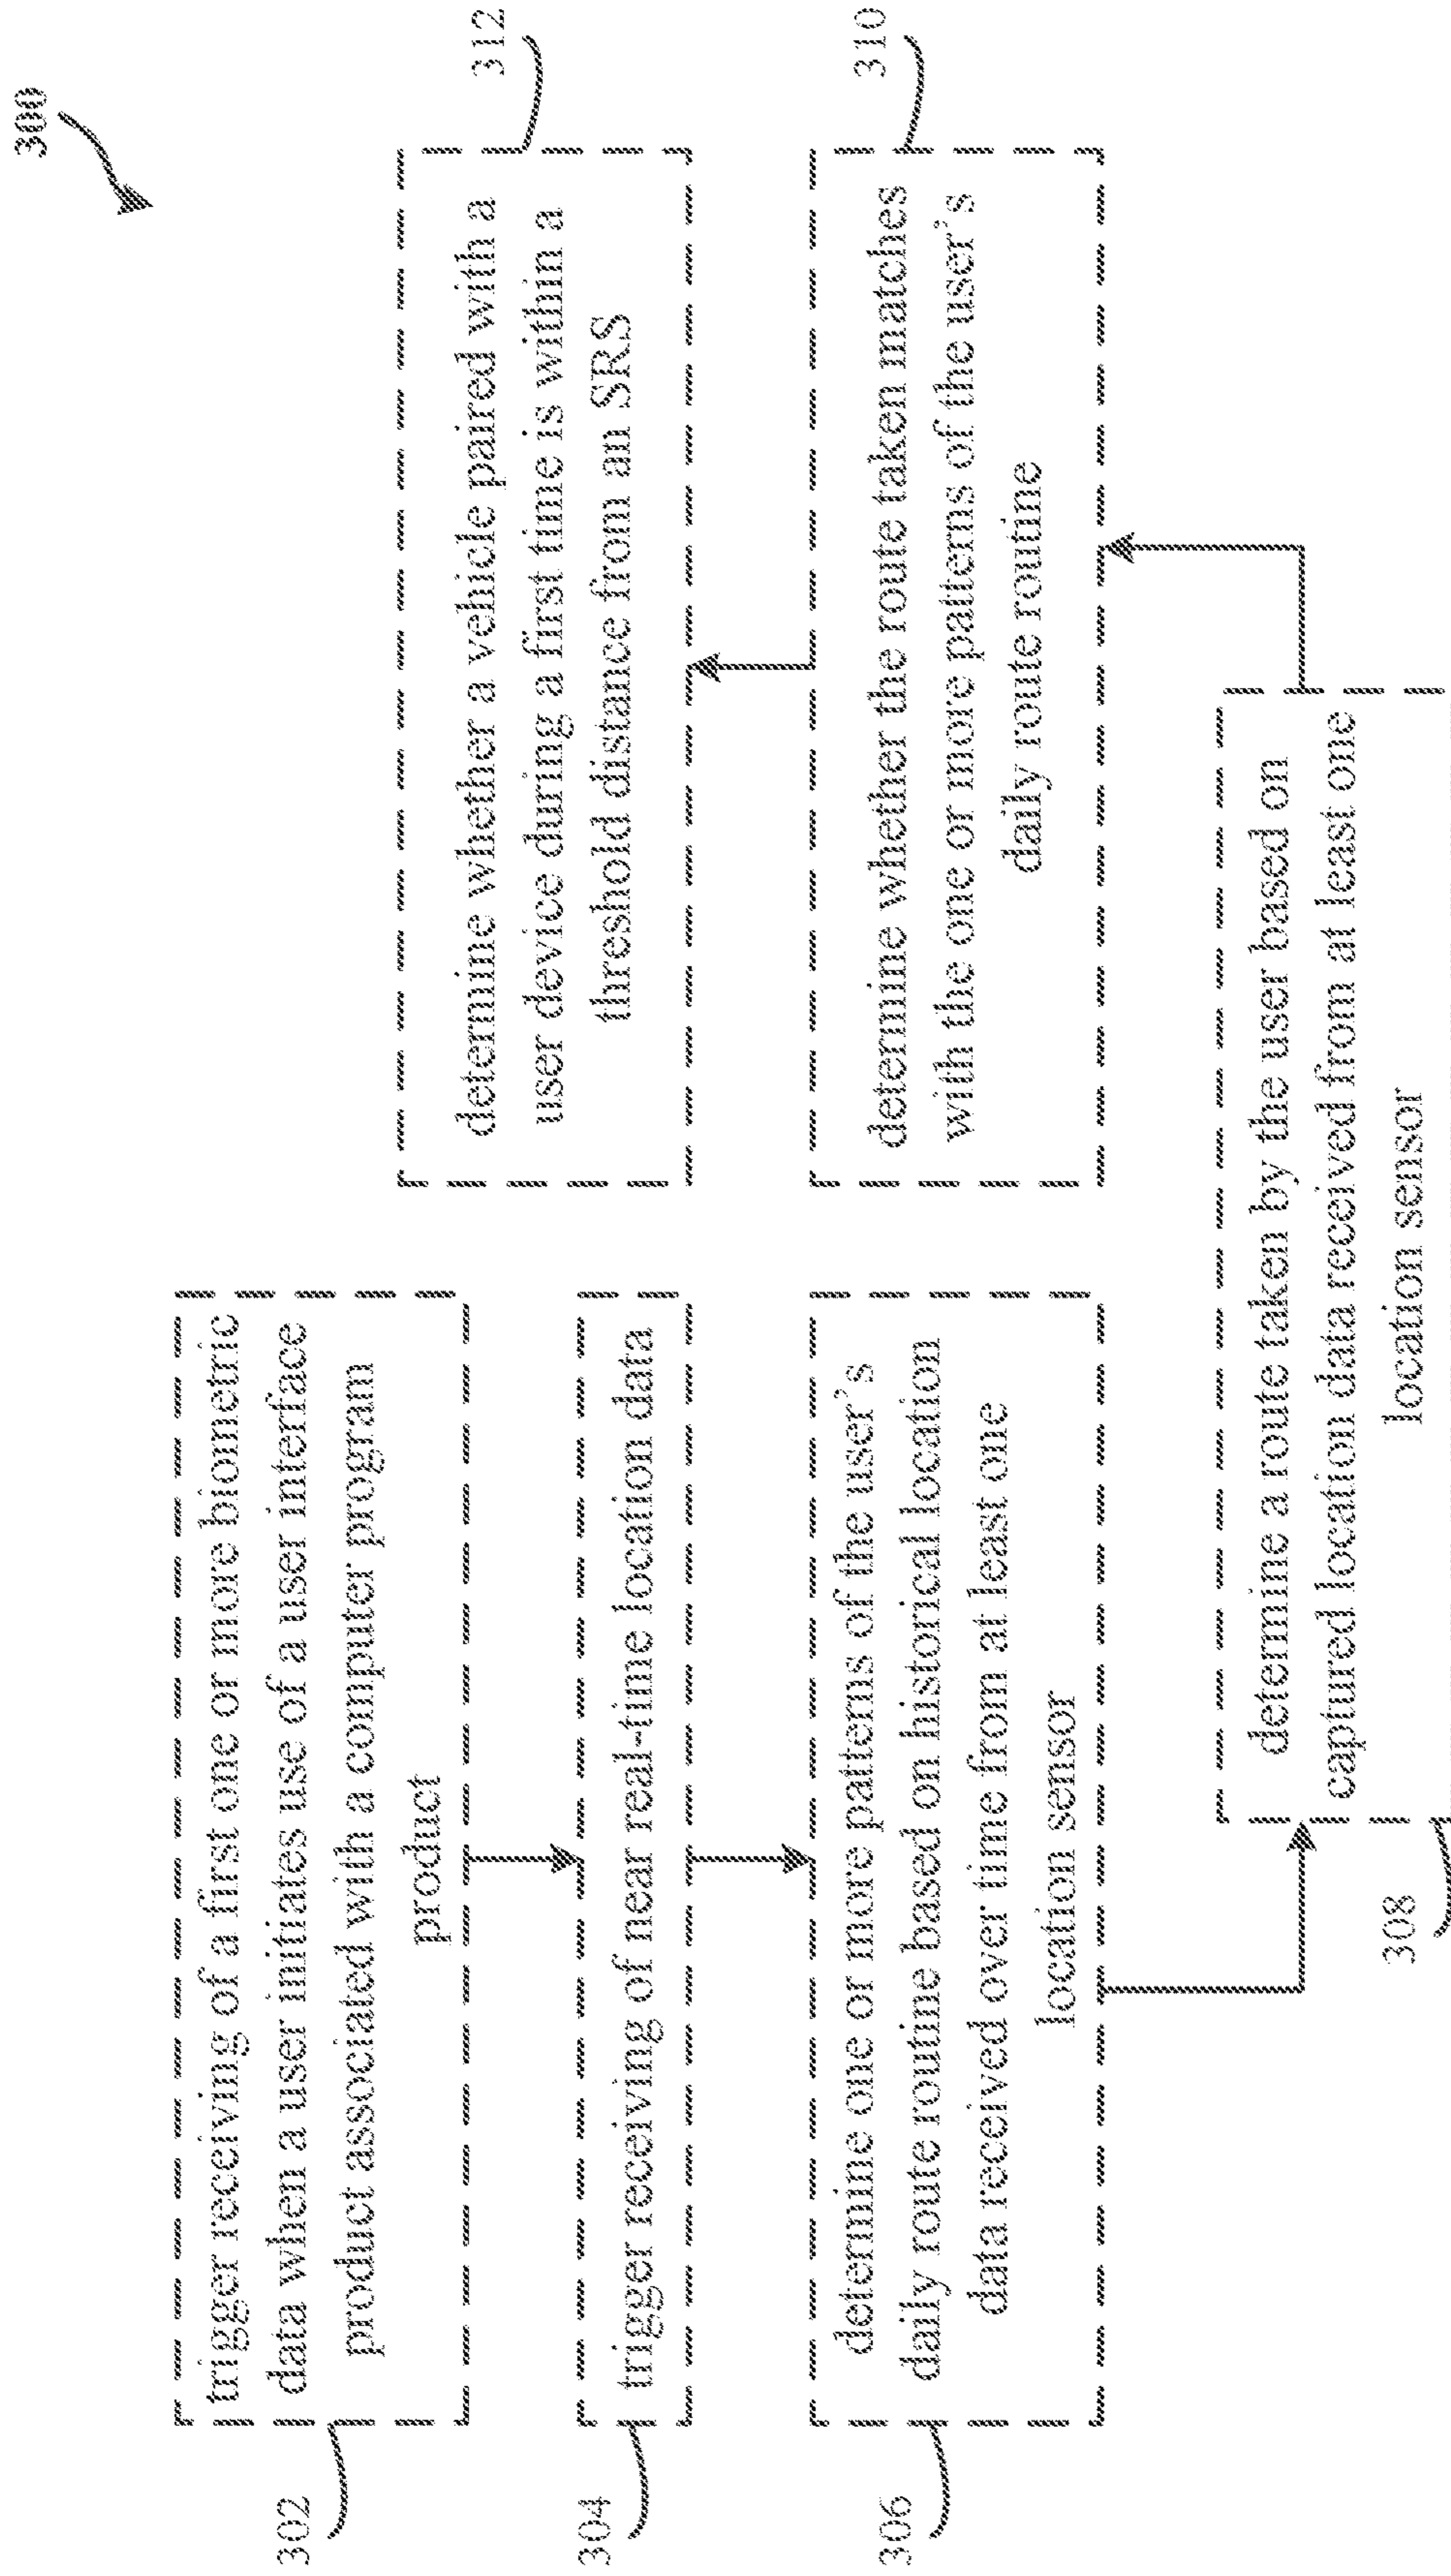 300
302
trigger receiving of a first one or more biometric
data when a user initiates use of a user interface
product associated with a computer program
product
304
trigger receiving of near real-time location data
306
determine one or more patterns of the user's
daily route routine based on historical location
data received over time from at least one
location sensor
308
determine a route taken by the user based on
captured location data received from at least one
location sensor
310
determine whether the route taken matches
with the one or more patterns of the user's
daily route routine
312
determine whether a vehicle paired with a
user device during a first time is within a
threshold distance from an SRS